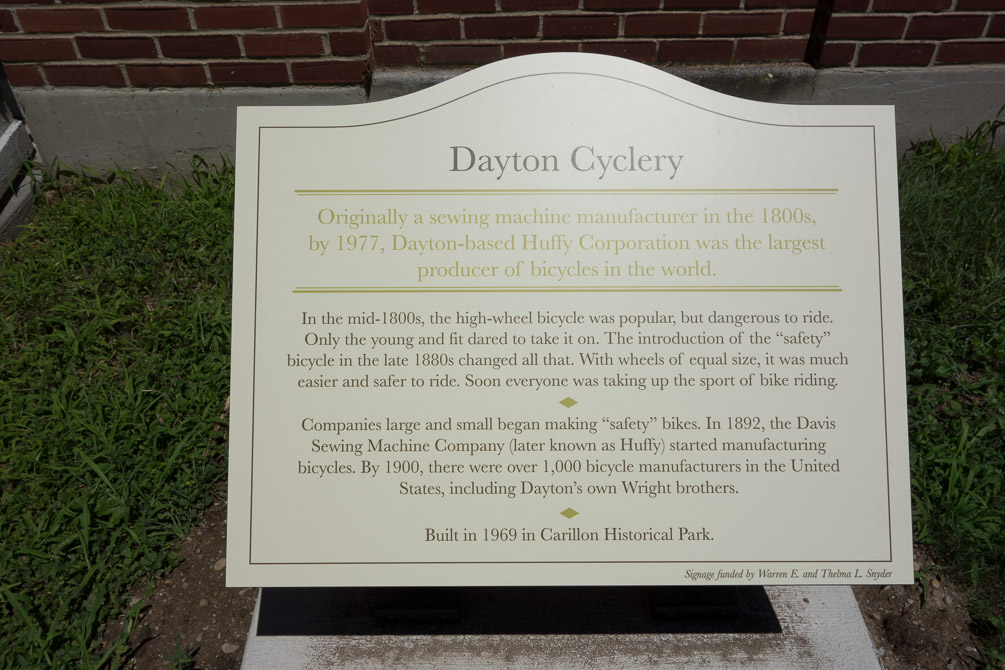 Dayton Cyclery
Originally a sewing machine manufacturer in the 1800s,
by 1977, Dayton-based Huffy Corporation was the largest
producer of bicycles in the world.
In the mid-1800s, the high-wheel bicycle was popular, but dangerous to ride.
Only the young and fit dared to take it on. The introduction of the “safety”
bicycle in the late 1880s changed all that. With wheels of equal size, it was much
easier and safer to ride. Soon everyone was taking up the sport of bike riding.
Companies large and small began making “safety” bikes. In 1892, the Davis
Sewing Machine Company (later known as Huffy) started manufacturing
bicycles. By 1900, there were over 1,000 bicycle manufacturers in the United
States, including Dayton’s own Wright brothers.
Built in 1969 in Carillon Historical Park.
Signage funded by Warren E. and Thelma L. Snyder